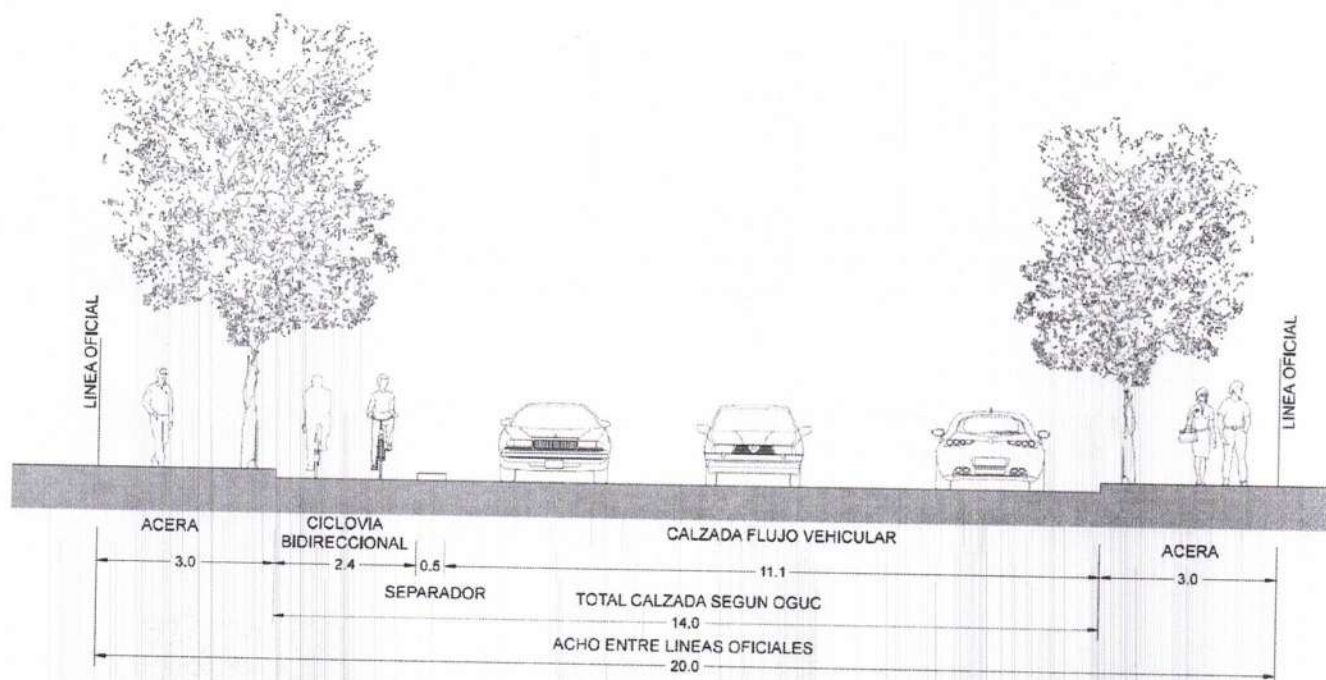 LINEA OFICIAL
LINEA OFICIAL
ACERA
CICLOVIA
BIDIRECCIONAL
CALZADA FLUJO VEHICULAR
ACERA
3.0
2.4
0.5
11.1
3.0
SEPARADOR
TOTAL CALZADA SEGUN OGUC
14.0
ACHO ENTRE LINEAS OFICIALES
20.0